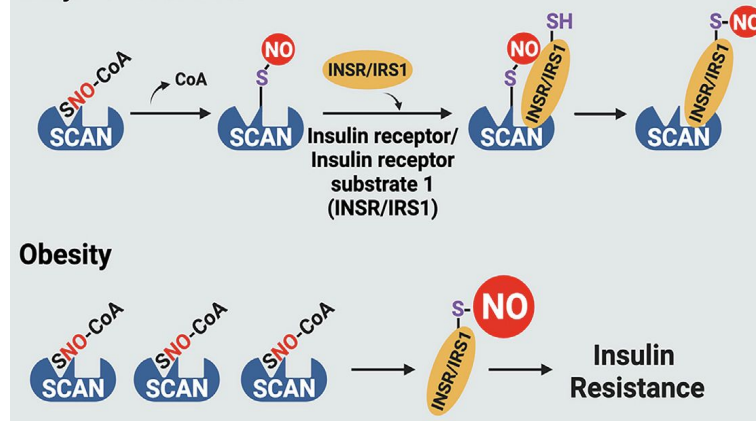 SNO-CoA
SCAN
CoA
NO
S
SCAN
INSR/IRS1
Insulin receptor/
Insulin receptor
substrate 1
(INSR/IRS1)
SH
NO
S
INSR/IRS1
SCAN
S-NO
INSR/IRS1
SCAN
Obesity
SNO-CoA
SCAN
SNO-CoA
SCAN
SNO-CoA
SCAN
S-NO
INSR/IRS1
Insulin
Resistance